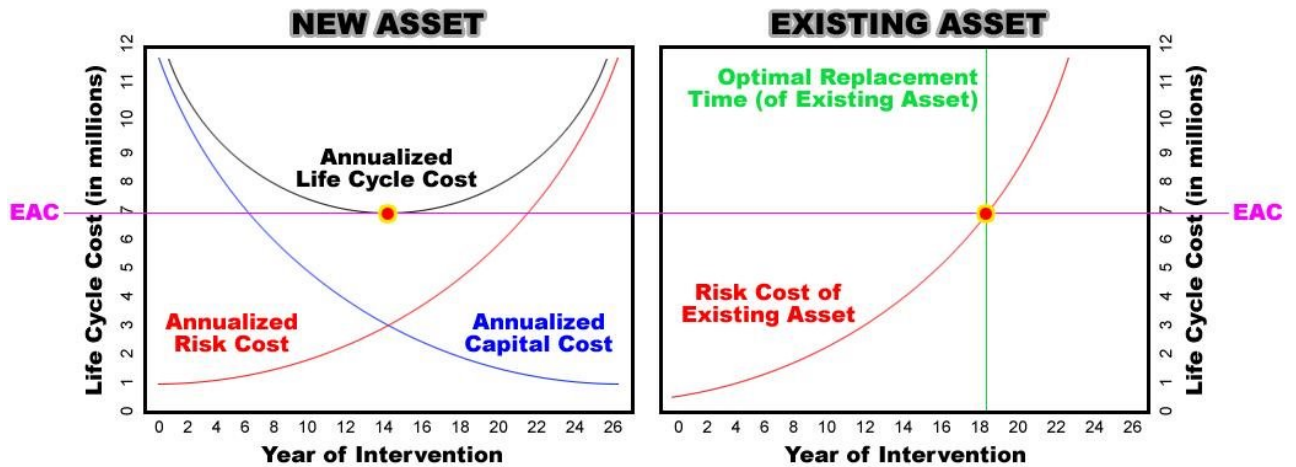 NEW ASSET
EXISTING ASSET
Life Cycle Cost (in millions)
12
11
10
9
8
7
6
5
4
3
2
1
0
EAC
Annualized
Life Cycle Cost
Annualized
Risk Cost
Annualized
Capital Cost
0 2 4 6 8 10 12 14 16 18 20 22 24 26
Year of Intervention
Optimal Replacement
Time (of Existing Asset)
Risk Cost of
Existing Asset
0 2 4 6 8 10 12 14 16 18 20 22 24 26
Year of Intervention
12
11
10
9
8
7
6
5
4
3
2
1
0
Life Cycle Cost (in millions)
EAC